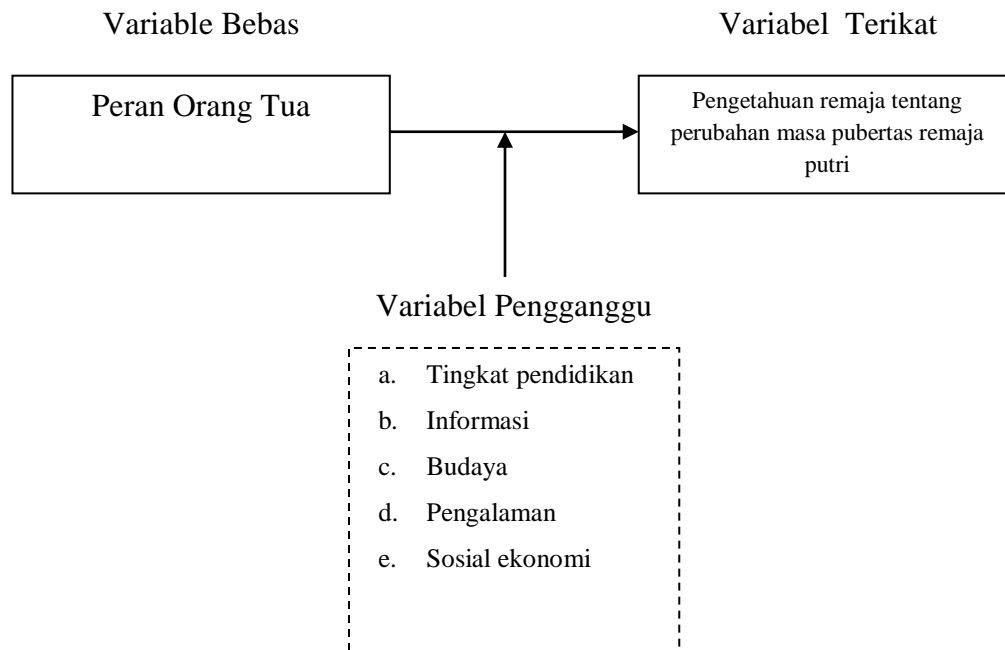 Variable Bebas
Variabel Terikat
Peran Orang Tua
Pengetahuan remaja tentang
perubahan masa pubertas remaja
putri
Variabel Pengganggu
a. Tingkat pendidikan
b. Informasi
c. Budaya
d. Pengalaman
e. Sosial ekonomi